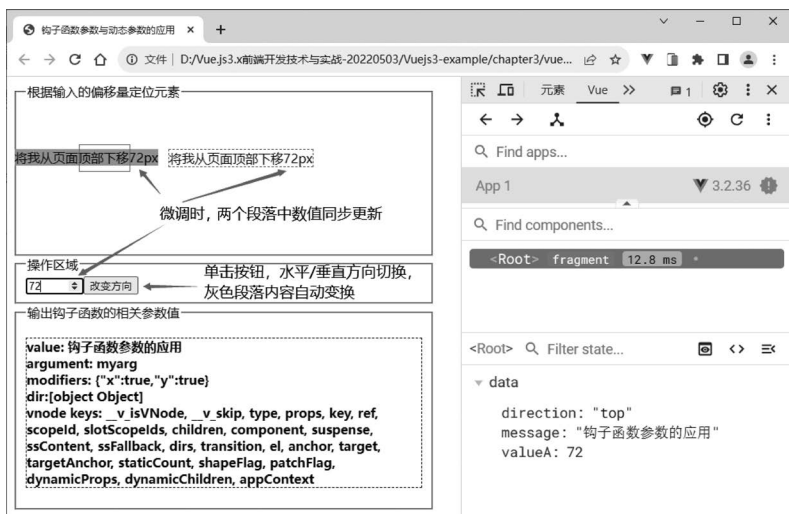 钩子函数参数与动态参数的应用
文件 | D:/Vue.js3.x前端开发技术与实战-20220503/Vuejs3-example/chapter3/vue...
根据输入的偏移量定位元素
将我从页面顶部下移72px 将我从页面顶部下移72px
微调时，两个段落中数值同步更新
操作区域
72 改变方向
单击按钮，水平/垂直方向切换，
灰色段落内容自动变换
输出钩子函数的相关参数值
value: 钩子函数参数的应用
argument: myarg
modifiers: {"x":true,"y":true}
dir:[object Object]
vnode keys: __v_isVNode, __v_skip, type, props, key, ref,
scopeId, slotScopeIds, children, component, suspense,
ssContent, ssFallback, dirs, transition, el, anchor, target,
targetAnchor, staticCount, shapeFlag, patchFlag,
dynamicProps, dynamicChildren, appContext
元素 Vue 1
Find apps...
App 1 3.2.36
Find components...
<Root> fragment 12.8 ms
<Root> Filter state...
data
direction: "top"
message: "钩子函数参数的应用"
valueA: 72